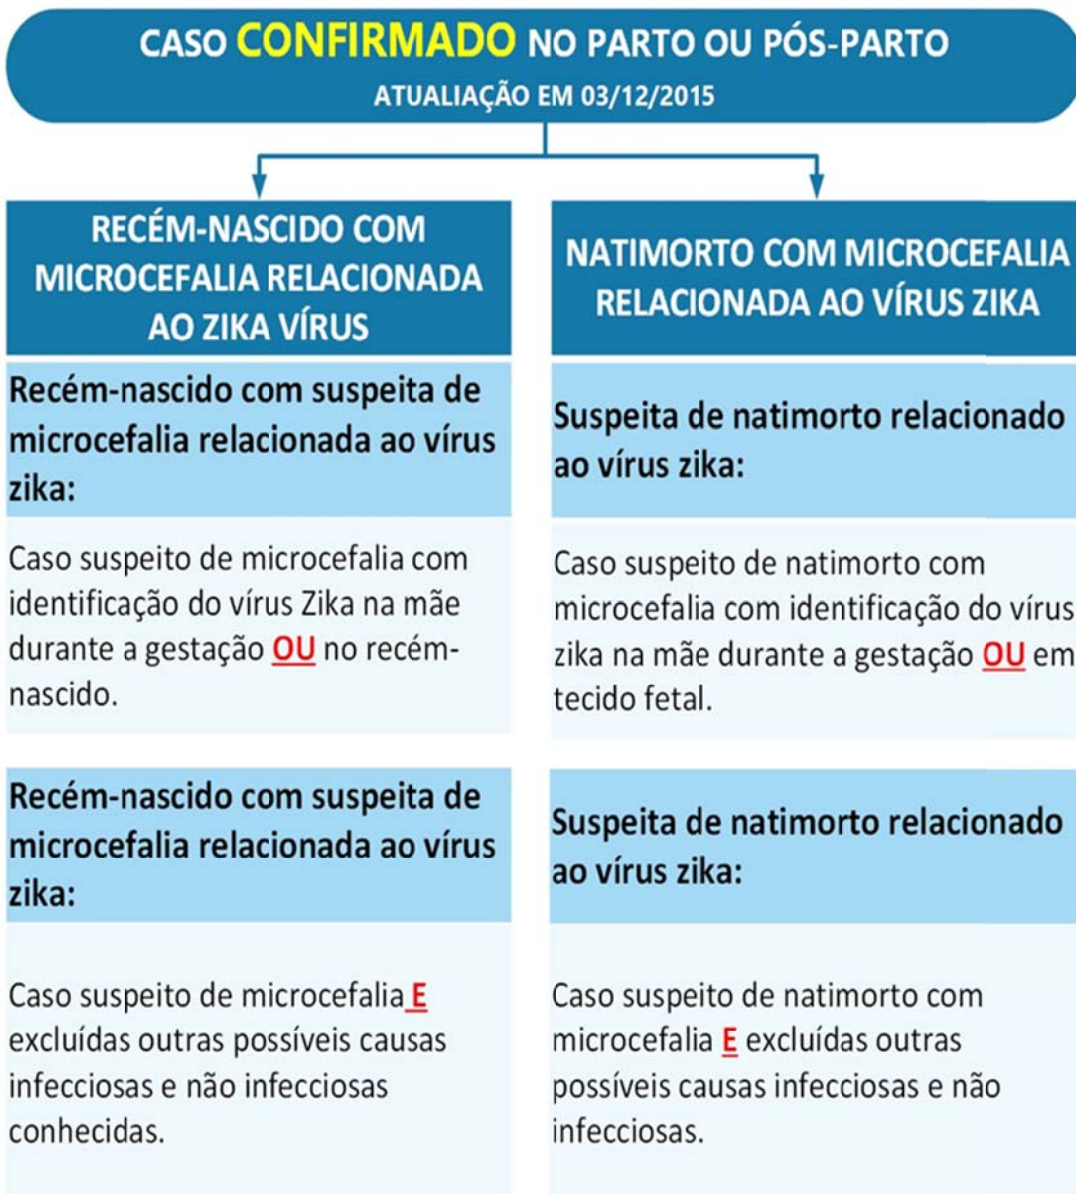 CASO CONFIRMADO NO PARTO OU PÓS-PARTO
ATUALIAÇÃO EM 03/12/2015
RECÉM-NASCIDO COM
MICROCEFALIA RELACIONADA
AO ZIKA VÍRUS
Recém-nascido com suspeita de
microcefalia relacionada ao vírus
zika:
Caso suspeito de microcefalia com
identificação do vírus Zika na mãe
durante a gestação OU no recém-
nascido.
Recém-nascido com suspeita de
microcefalia relacionada ao vírus
zika:
Caso suspeito de microcefalia E
excluídas outras possíveis causas
infecciosas e não infecciosas
conhecidas.
NATIMORTO COM MICROCEFALIA
RELACIONADA AO VÍRUS ZIKA
Suspeita de natimorto relacionado
ao vírus zika:
Caso suspeito de natimorto com
microcefalia com identificação do vírus
zika na mãe durante a gestação OU em
tecido fetal.
Suspeita de natimorto relacionado
ao vírus zika:
Caso suspeito de natimorto com
microcefalia E excluídas outras
possíveis causas infecciosas e não
infecciosas.